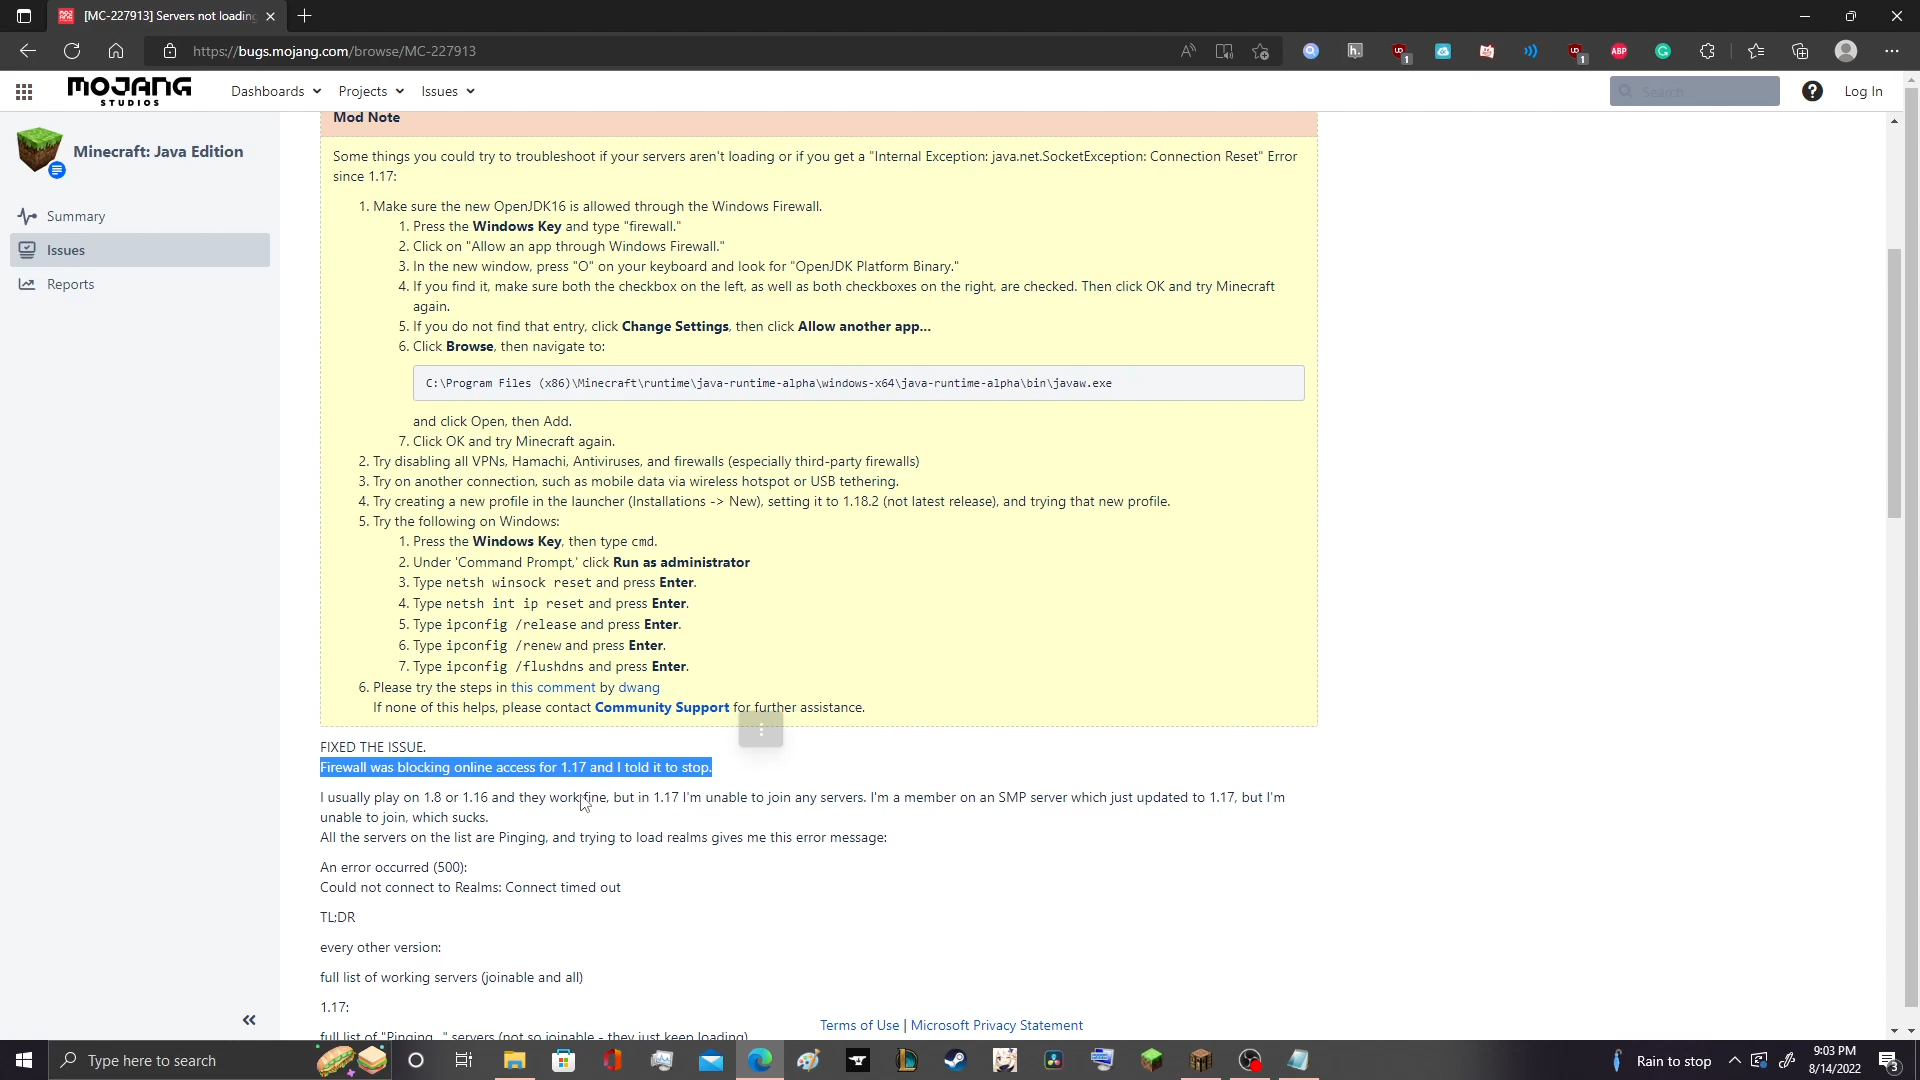 [MC-227913] Servers not loading
https://bugs.mojang.com/browse/MC-227913
MOJANG
STUDIOS
Dashboards
Projects
Issues
Search
Log In
Minecraft: Java Edition
Summary
Issues
Reports
Mod Note
Some things you could try to troubleshoot if your servers aren't loading or if you get a "Internal Exception: java.net.SocketException: Connection Reset" Error
since 1.17:
1. Make sure the new OpenJDK16 is allowed through the Windows Firewall.
1. Press the Windows Key and type "firewall."
2. Click on "Allow an app through Windows Firewall."
3. In the new window, press "O" on your keyboard and look for "OpenJDK Platform Binary."
4. If you find it, make sure both the checkbox on the left, as well as both checkboxes on the right, are checked. Then click OK and try Minecraft
again.
5. If you do not find that entry, click Change Settings, then click Allow another app...
6. Click Browse, then navigate to:
C:\Program Files (x86)\Minecraft\runtime\java-runtime-alpha\windows-x64\java-runtime-alpha\bin\javaw.exe
and click Open, then Add.
7. Click OK and try Minecraft again.
2. Try disabling all VPNs, Hamachi, Antiviruses, and firewalls (especially third-party firewalls)
3. Try on another connection, such as mobile data via wireless hotspot or USB tethering.
4. Try creating a new profile in the launcher (Installations -> New), setting it to 1.18.2 (not latest release), and trying that new profile.
5. Try the following on Windows:
1. Press the Windows Key, then type cmd.
2. Under 'Command Prompt,' click Run as administrator
3. Type netsh winsock reset and press Enter.
4. Type netsh int ip reset and press Enter.
5. Type ipconfig /release and press Enter.
6. Type ipconfig /renew and press Enter.
7. Type ipconfig /flushdns and press Enter.
6. Please try the steps in this comment by dwang
If none of this helps, please contact Community Support for further assistance.
FIXED THE ISSUE.
Firewall was blocking online access for 1.17 and I told it to stop.
I usually play on 1.8 or 1.16 and they work fine, but in 1.17 I'm unable to join any servers. I'm a member on an SMP server which just updated to 1.17, but I'm
unable to join, which sucks.
All the servers on the list are Pinging, and trying to load realms gives me this error message:
An error occurred (500):
Could not connect to Realms: Connect timed out
TL;DR
every other version:
full list of working servers (joinable and all)
1.17:
full list of "Pinging..." servers (not so joinable - they just keep loading)
Terms of Use | Microsoft Privacy Statement
Type here to search
Rain to stop
9:03 PM
8/14/2022
3